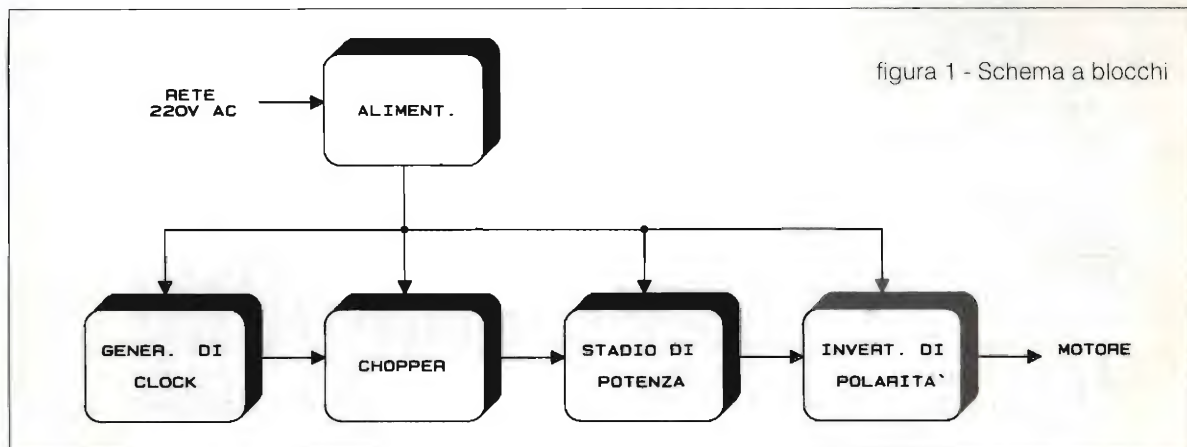 figura 1 - Schema a blocchi
RETE
220V AC
ALIMENT.
GENER. DI
CLOCK
CHOPPER
STADIO DI
POTENZA
INVERT. DI
POLARITA`
MOTORE